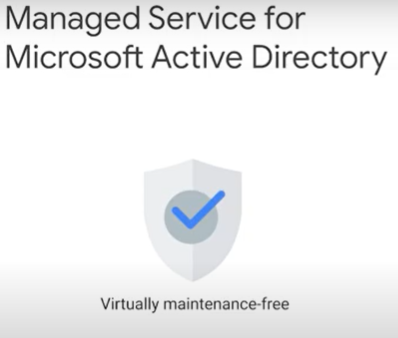 Managed Service for
Microsoft Active Directory
Virtually maintenance-free